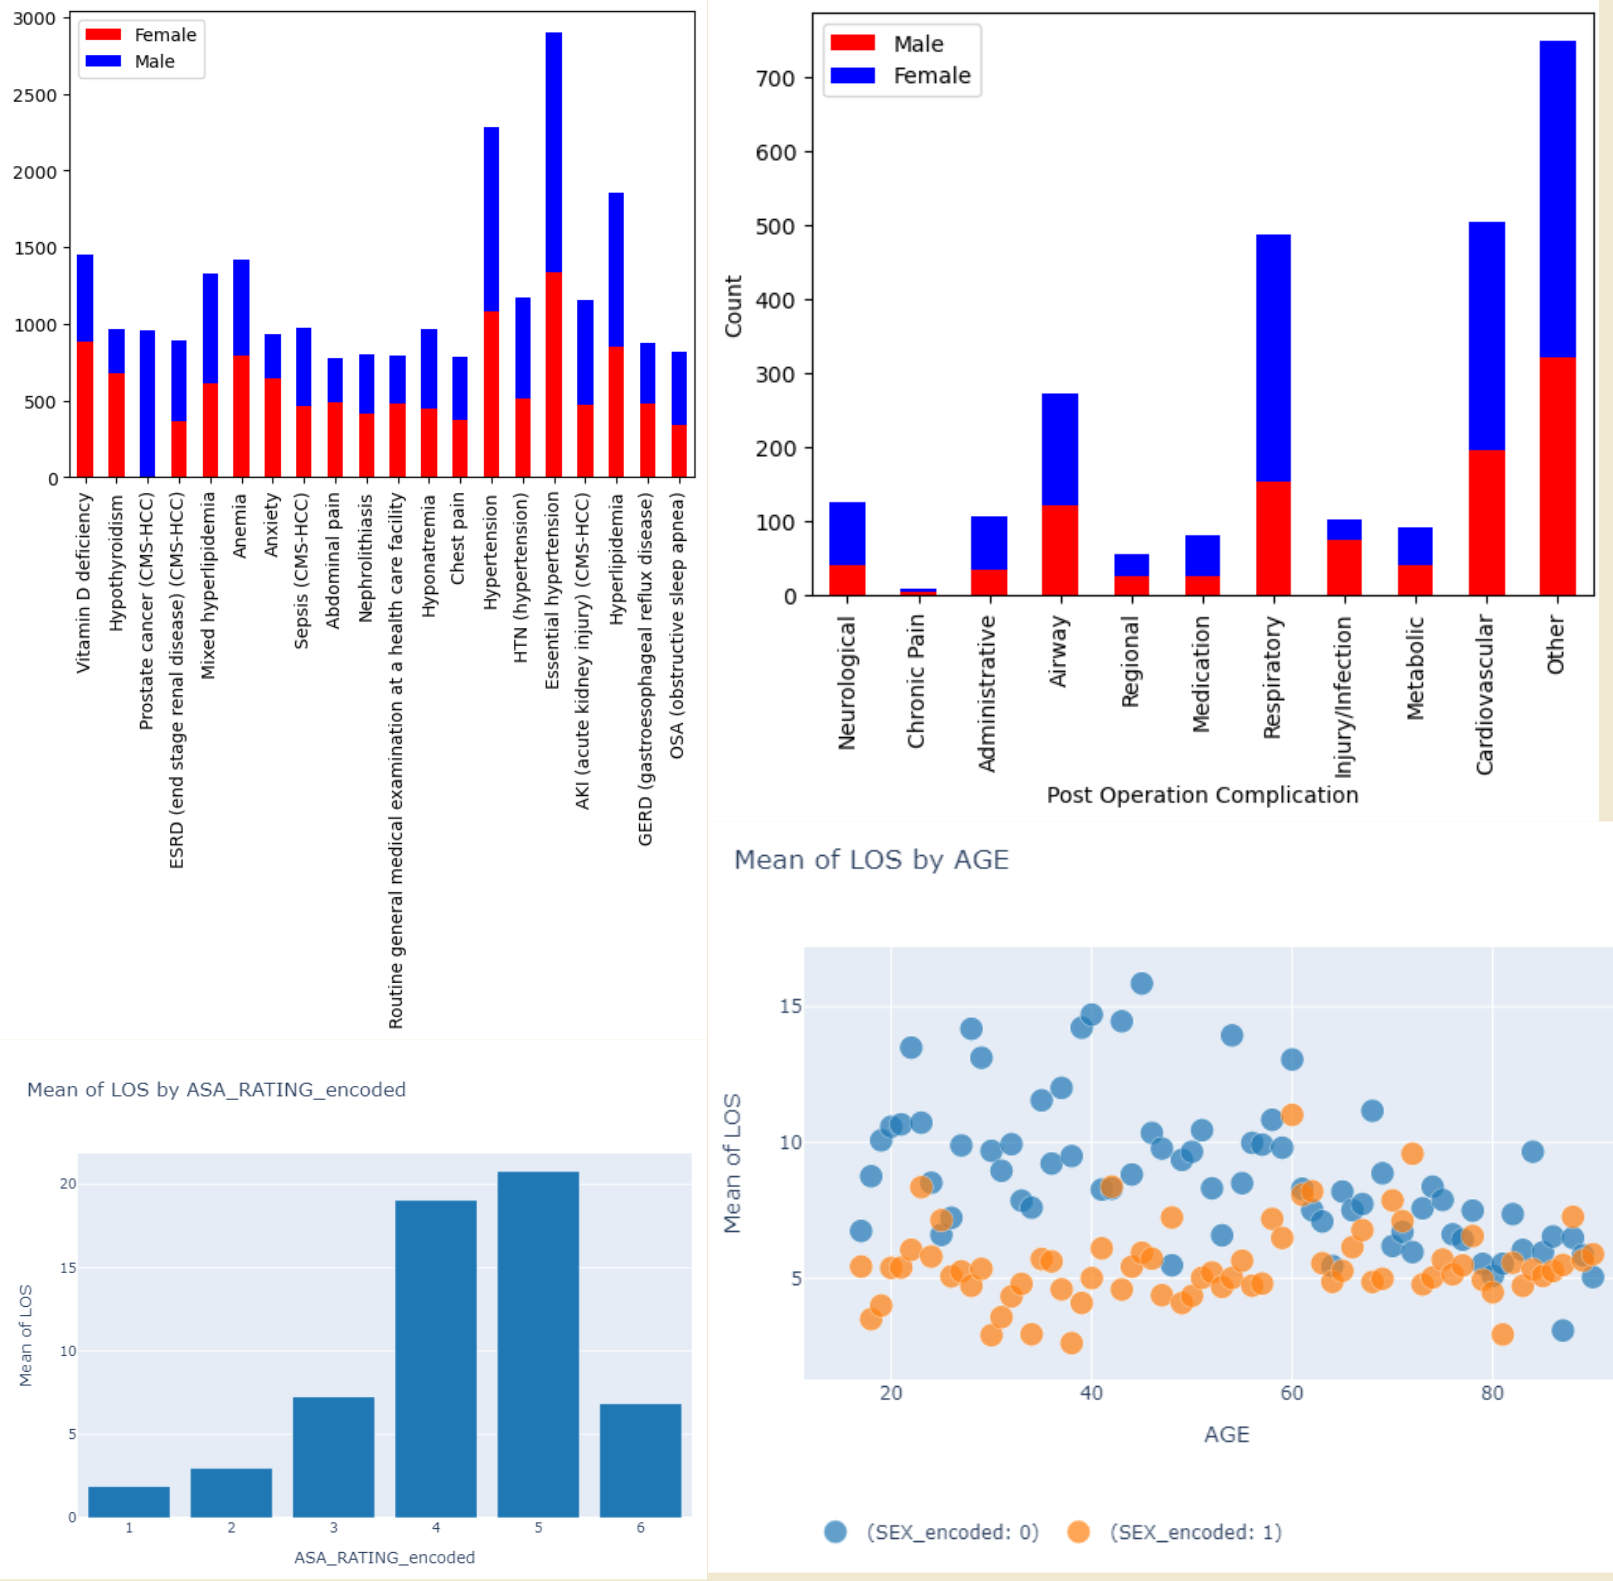 3000
2500
2000
1500
1000
500
0
Female
Male
Vitamin D deficiency
Hypothyroidism
Prostate cancer (CMS-HCC)
ESRD (end stage renal disease) (CMS-HCC)
Mixed hyperlipidemia
Anemia
Anxiety
Sepsis (CMS-HCC)
Abdominal pain
Nephrolithiasis
Routine general medical examination at a health care facility
Hyponatremia
Chest pain
Hypertension
HTN (hypertension)
Essential hypertension
AKI (acute kidney injury) (CMS-HCC)
Hyperlipidemia
GERD (gastroesophageal reflux disease)
OSA (obstructive sleep apnea)
Male
Female
700
600
500
400
300
200
100
0
Count
Neurological
Chronic Pain
Administrative
Airway
Regional
Medication
Respiratory
Injury/Infection
Metabolic
Cardiovascular
Other
Post Operation Complication
Mean of LOS by ASA_RATING_encoded
20
15
10
5
0
Mean of LOS
1 2 3 4 5 6
ASA_RATING_encoded
Mean of LOS by AGE
15
10
5
Mean of LOS
20 40 60 80
AGE
(SEX_encoded: 0) (SEX_encoded: 1)